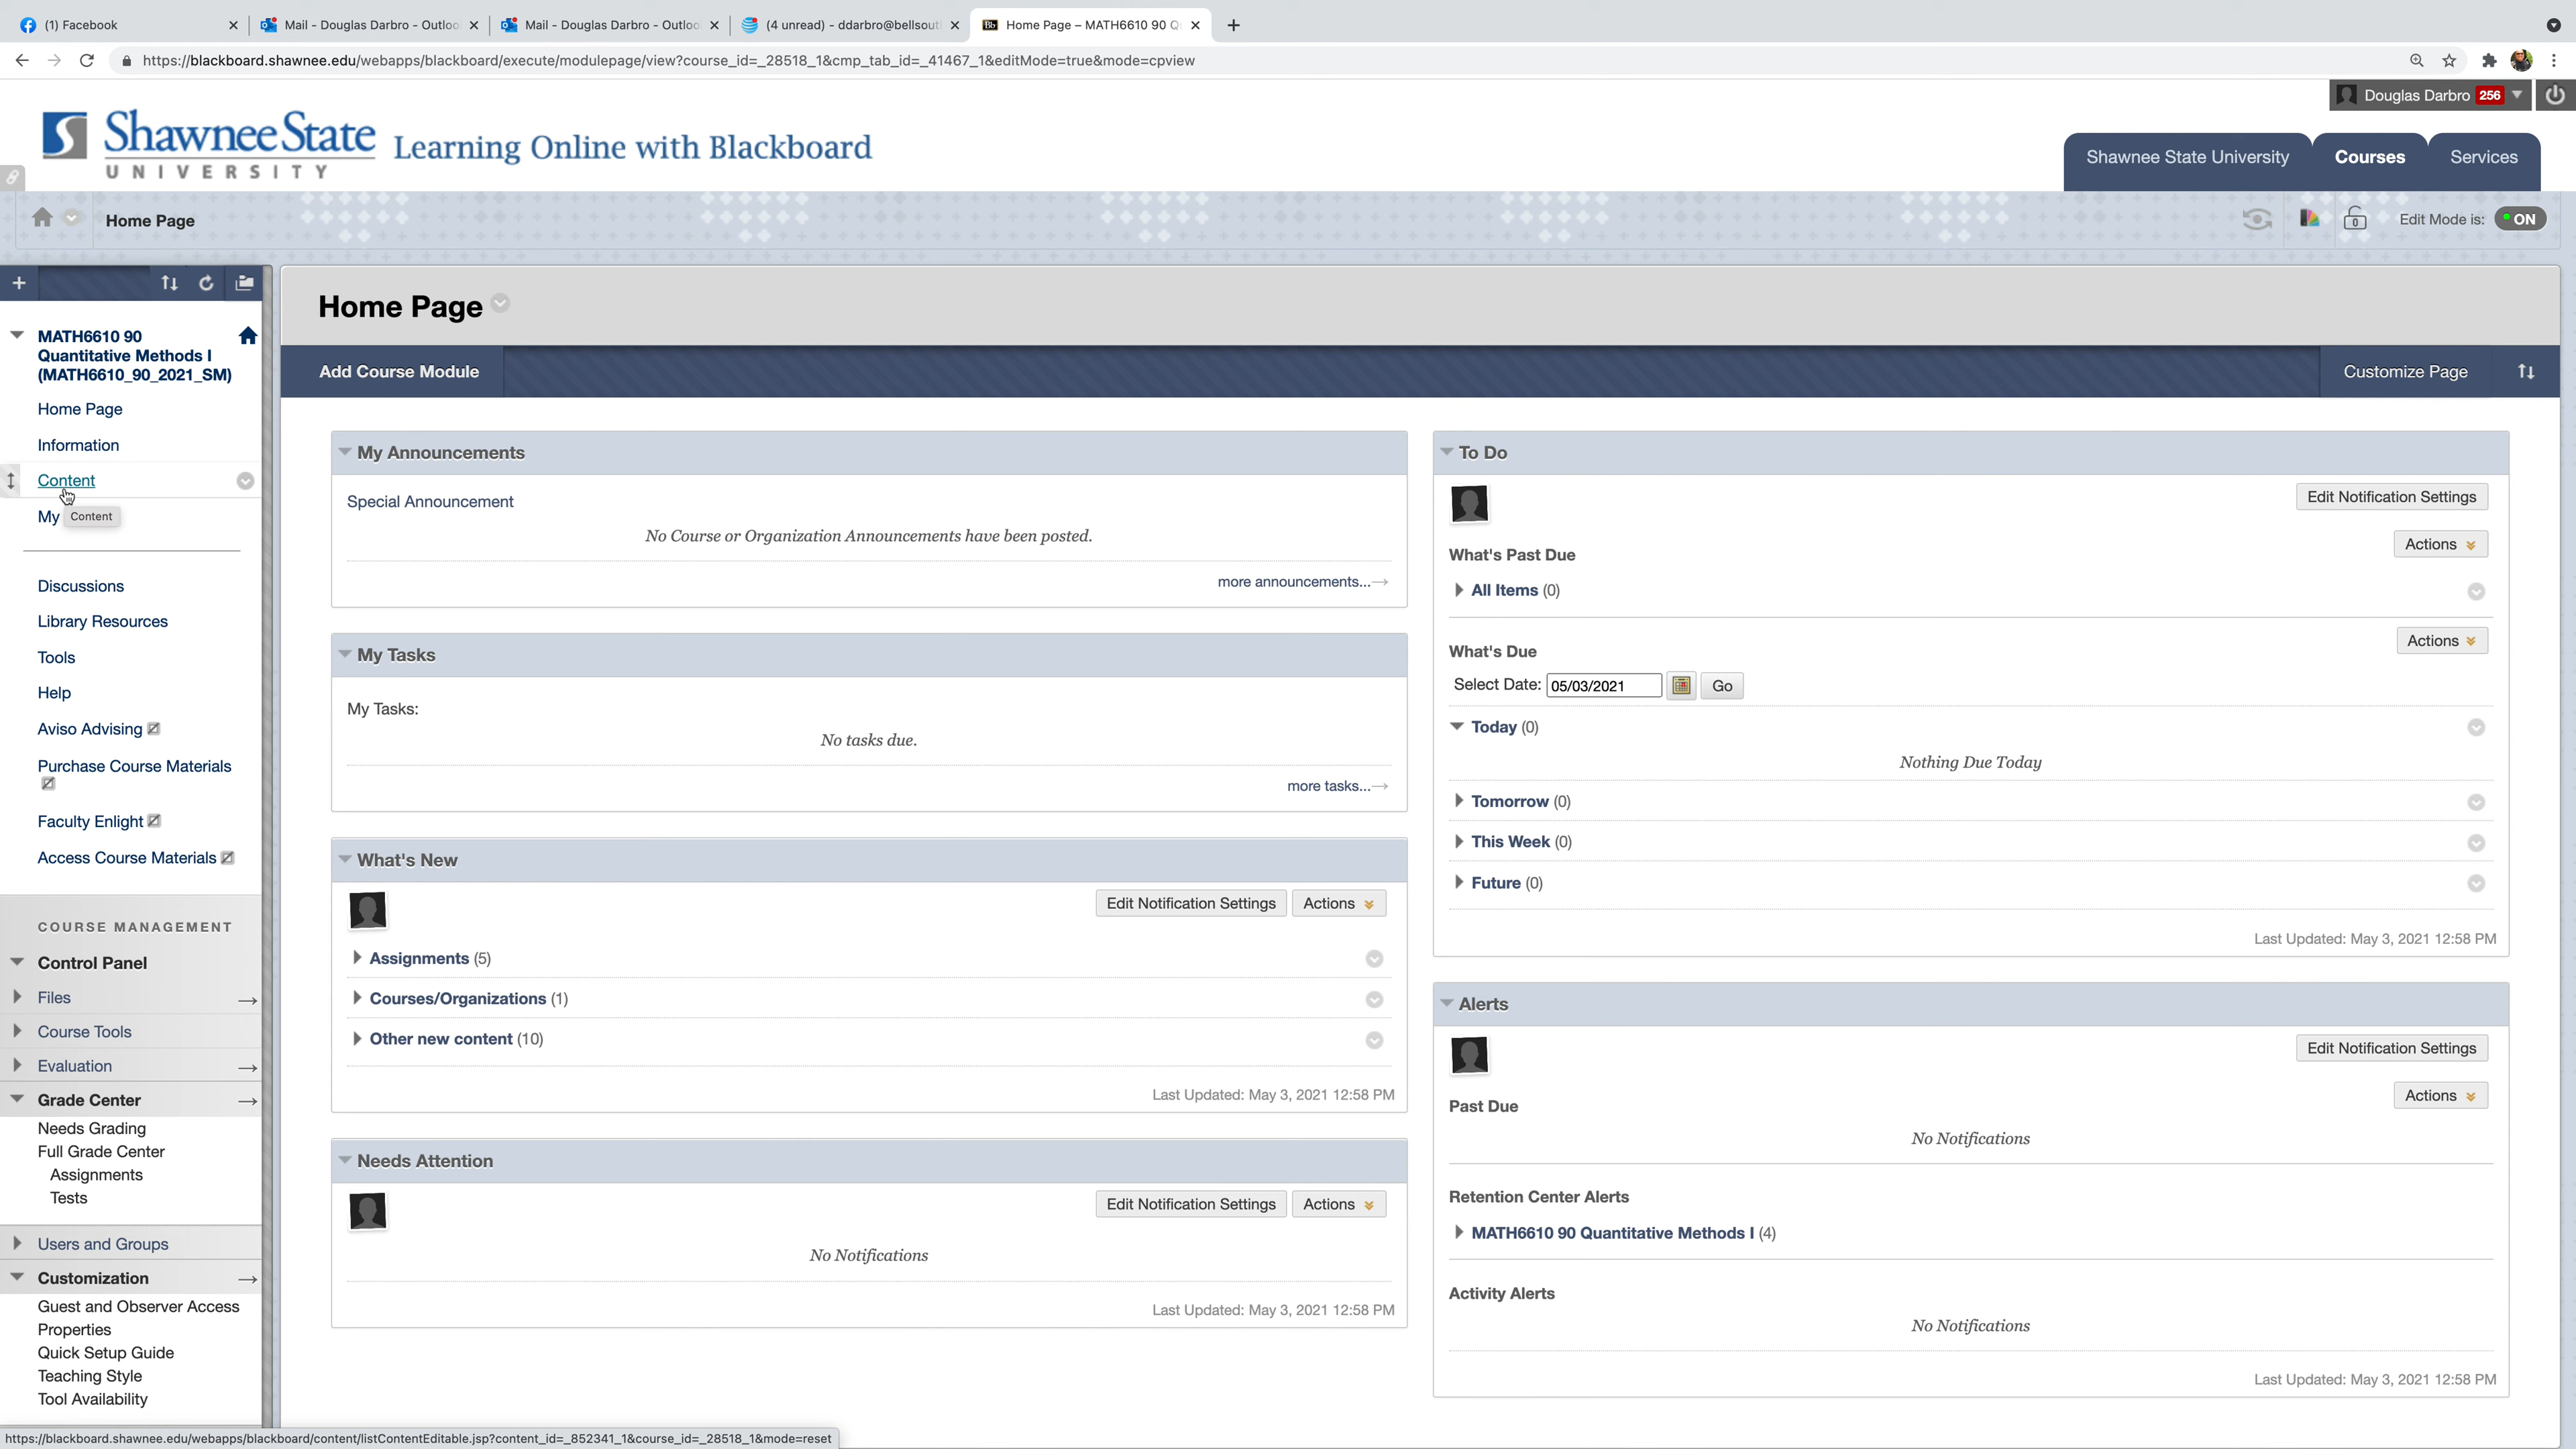 (1) Facebook
Mail - Douglas Darbro - Outloo
Mail - Douglas Darbro - Outloo
(4 unread) - ddarbro@bellsout
Bb Home Page – MATH6610 90 Q
https://blackboard.shawnee.edu/webapps/blackboard/execute/modulepage/view?course_id=_28518_1&cmp_tab_id=_41467_1&editMode=true&mode=cpview
Douglas Darbro 256
Shawnee State
UNIVERSITY
Learning Online with Blackboard
Shawnee State University
Courses
Services
Home Page
0
Edit Mode is: ON
MATH6610 90
Quantitative Methods I
(MATH6610_90_2021_SM)
Home Page
Information
Content
My
Content
Discussions
Library Resources
Tools
Help
Aviso Advising
Purchase Course Materials
Faculty Enlight
Access Course Materials
COURSE MANAGEMENT
Control Panel
Files
Course Tools
Evaluation
Grade Center
Needs Grading
Full Grade Center
Assignments
Tests
Users and Groups
Customization
Guest and Observer Access
Properties
Quick Setup Guide
Teaching Style
Tool Availability
Home Page
Add Course Module
Customize Page
My Announcements
Special Announcement
No Course or Organization Announcements have been posted.
more announcements...→
My Tasks
My Tasks:
No tasks due.
more tasks...→
What's New
Edit Notification Settings
Actions
Assignments (5)
Courses/Organizations (1)
Other new content (10)
Last Updated: May 3, 2021 12:58 PM
Needs Attention
Edit Notification Settings
Actions
No Notifications
Last Updated: May 3, 2021 12:58 PM
To Do
Edit Notification Settings
Actions
What's Past Due
All Items (0)
Actions
What's Due
Select Date: 05/03/2021 Go
Today (0)
Nothing Due Today
Tomorrow (0)
This Week (0)
Future (0)
Last Updated: May 3, 2021 12:58 PM
Alerts
Edit Notification Settings
Actions
Past Due
No Notifications
Retention Center Alerts
MATH6610 90 Quantitative Methods I (4)
Activity Alerts
No Notifications
Last Updated: May 3, 2021 12:58 PM
https://blackboard.shawnee.edu/webapps/blackboard/content/listContentEditable.jsp?content_id=_852341_1&course_id=_28518_1&mode=reset